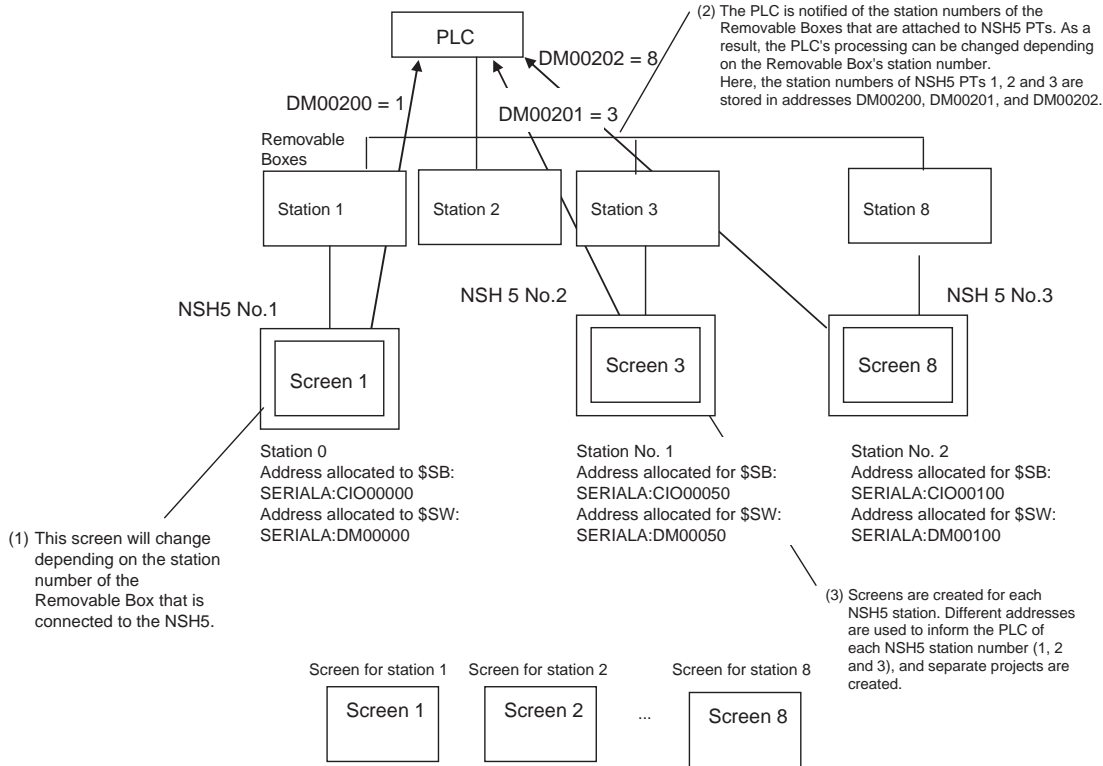 PLC
DM00202 = 8
DM00200 = 1
DM00201 = 3
(2) The PLC is notified of the station numbers of the
Removable Boxes that are attached to NSH5 PTs. As a
result, the PLC's processing can be changed depending
on the Removable Box's station number.
Here, the station numbers of NSH5 PTs 1, 2 and 3 are
stored in addresses DM00200, DM00201, and DM00202.
Removable
Boxes
Station 1
Station 2
Station 3
Station 8
NSH5 No.1
NSH 5 No.2
NSH 5 No.3
Screen 1
Screen 3
Screen 8
Station 0
Address allocated to $SB:
SERIALA:CIO00000
Address allocated to $SW:
SERIALA:DM00000
Station No. 1
Address allocated for $SB:
SERIALA:CIO00050
Address allocated for $SW:
SERIALA:DM00050
Station No. 2
Address allocated for $SB:
SERIALA:CIO00100
Address allocated for $SW:
SERIALA:DM00100
(1) This screen will change
depending on the station
number of the
Removable Box that is
connected to the NSH5.
(3) Screens are created for each
NSH5 station. Different addresses
are used to inform the PLC of
each NSH5 station number (1, 2
and 3), and separate projects are
created.
Screen for station 1
Screen for station 2
Screen for station 8
Screen 1
Screen 2
...
Screen 8